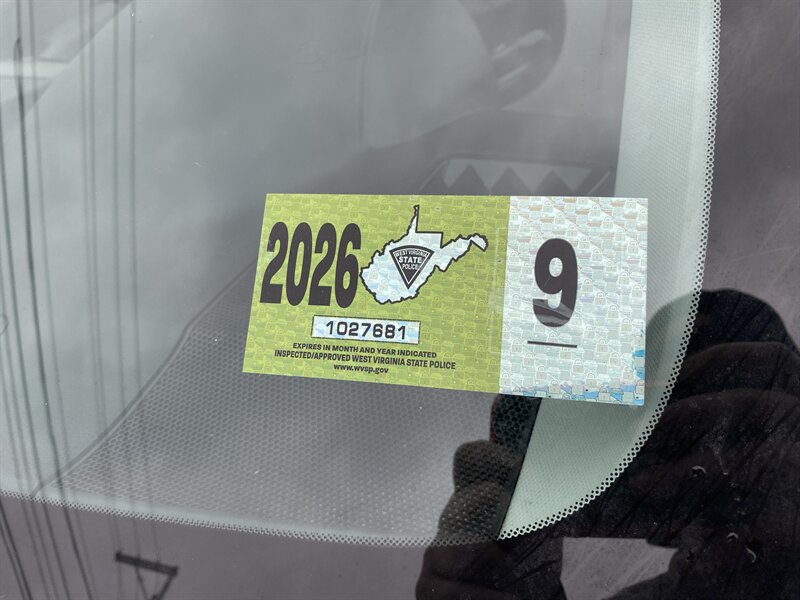 2026
WEST VIRGINIA
STATE
POLICE
9
1027681
EXPIRES IN MONTH AND YEAR INDICATED
INSPECTED/APPROVED WEST VIRGINIA STATE POLICE
www.wvsp.gov